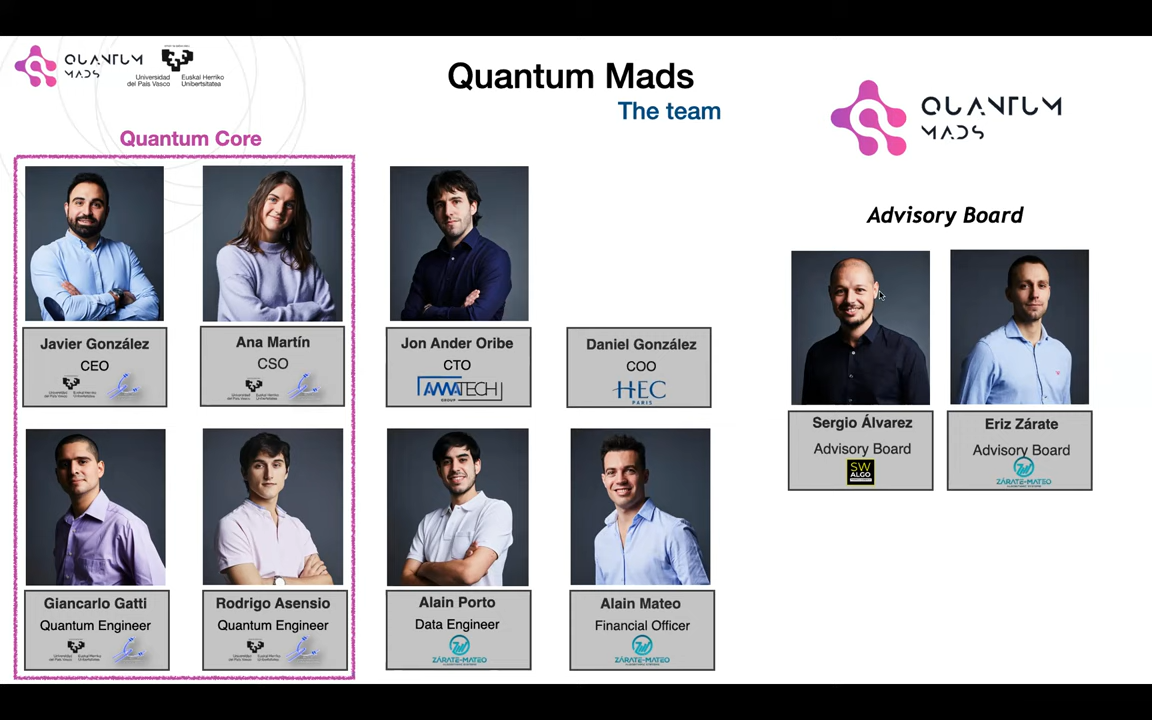 QUANTUM
MADS
Universidad
del País Vasco
Euskal Herriko
Unibertsitatea
Quantum Mads
The team
QUANTUM
MADS
Quantum Core
Advisory Board
Javier González
CEO
Ana Martín
CSO
Jon Ander Oribe
CTO
AMATECH
GROUP
Daniel González
COO
HEC
PARIS
Sergio Álvarez
Advisory Board
SW
ALGO
Eriz Zárate
Advisory Board
ZÁRATE-MATEO
Giancarlo Gatti
Quantum Engineer
Rodrigo Asensio
Quantum Engineer
Alain Porto
Data Engineer
ZÁRATE-MATEO
Alain Mateo
Financial Officer
ZÁRATE-MATEO